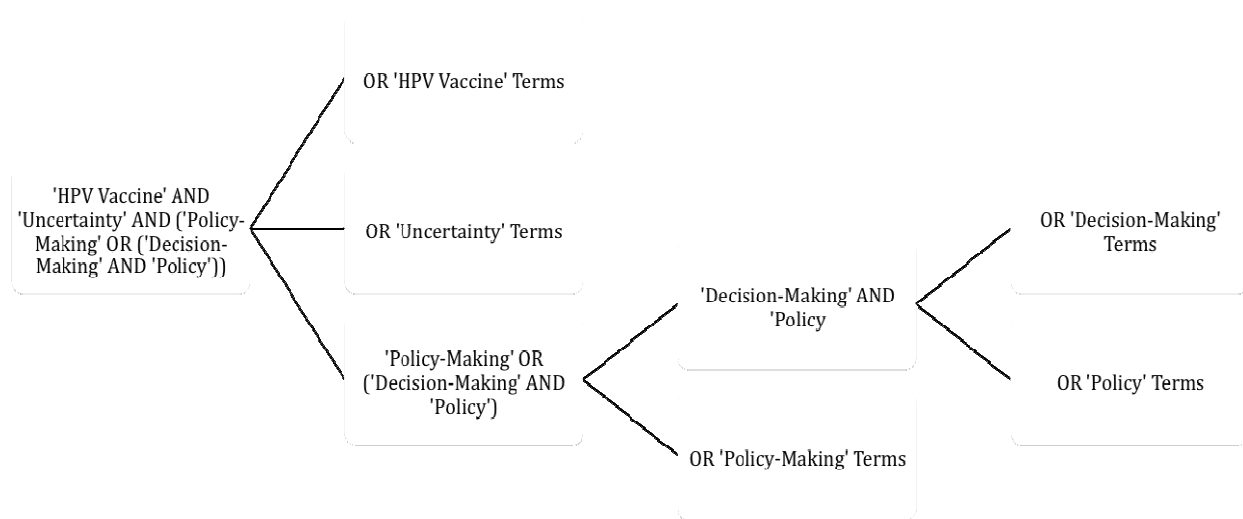 'HPV Vaccine' AND
'Uncertainty' AND ('Policy-
Making' OR ('Decision-
Making' AND 'Policy'))
OR 'HPV Vaccine' Terms
OR 'Uncertainty' Terms
'Policy-Making' OR
('Decision-Making' AND
'Policy')
'Decision-Making' AND
'Policy
OR 'Policy-Making' Terms
OR 'Decision-Making'
Terms
OR 'Policy' Terms